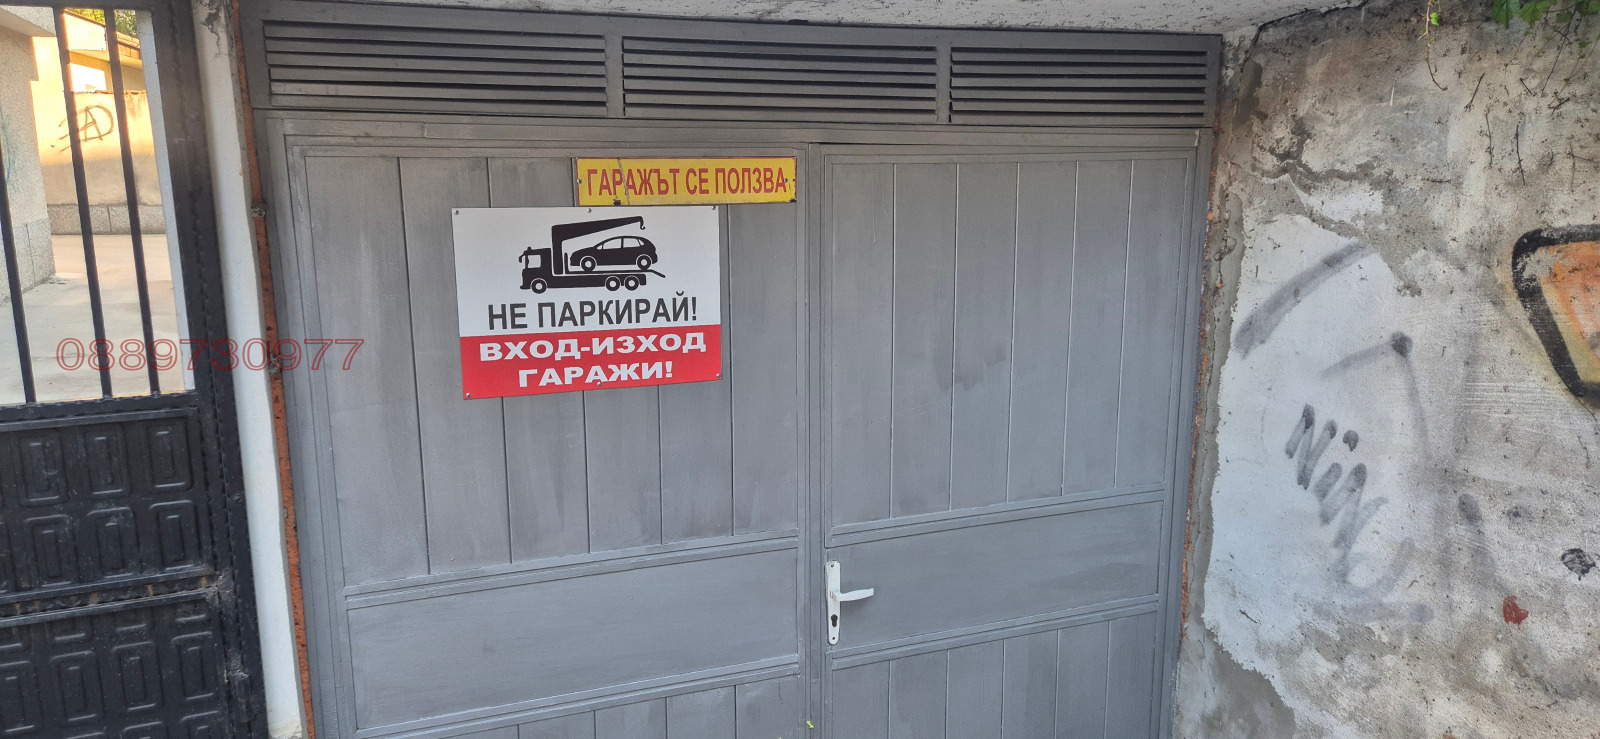 ГАРАЖЪТ СЕ ПОЛЗВА
НЕ ПАРКИРАЙ!
ВХОД-ИЗХОД
ГАРАЖИ!
0889730977